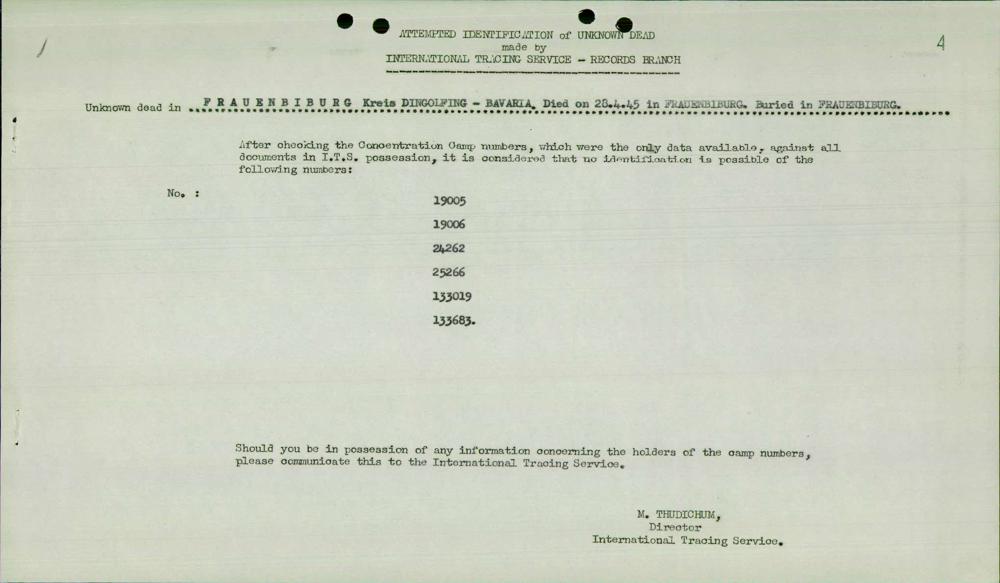 ATTEMPTED IDENTIFICATION of UNKNOWN DEAD
made by
INTERNATIONAL TRACING SERVICE - RECORDS BRANCH
4
Unknown dead in FRAUENBIBURG Kreis DINGOLFING - BAVARIA. Died on 28.4.45 in FRAUENBIBURG. Buried in FRAUENBIBURG.
After checking the Concentration Camp numbers, which were the only data available, against all
documents in I.T.S. possession, it is considered that no identification is possible of the
following numbers:
No. :
19005
19006
24262
25266
133019
133683.
Should you be in possession of any information concerning the holders of the camp numbers,
please communicate this to the International Tracing Service.
M. THUDICHUM,
Director
International Tracing Service.